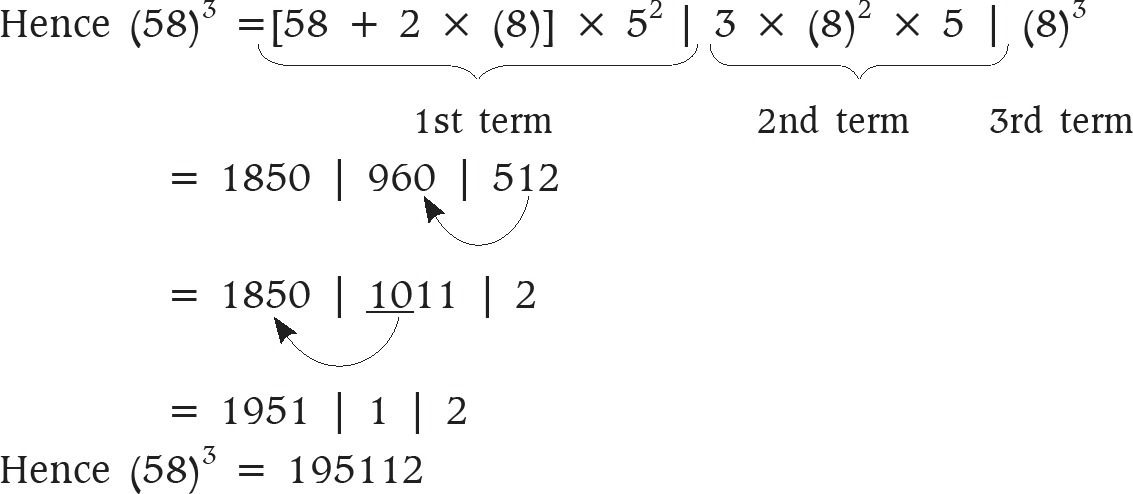 Hence (58)³ =[58 + 2 × (8)] × 5² | 3 × (8)² × 5 | (8)³
1st term 2nd term 3rd term
= 1850 | 960 | 512
= 1850 | 1011 | 2
= 1951 | 1 | 2
Hence (58)³ = 195112